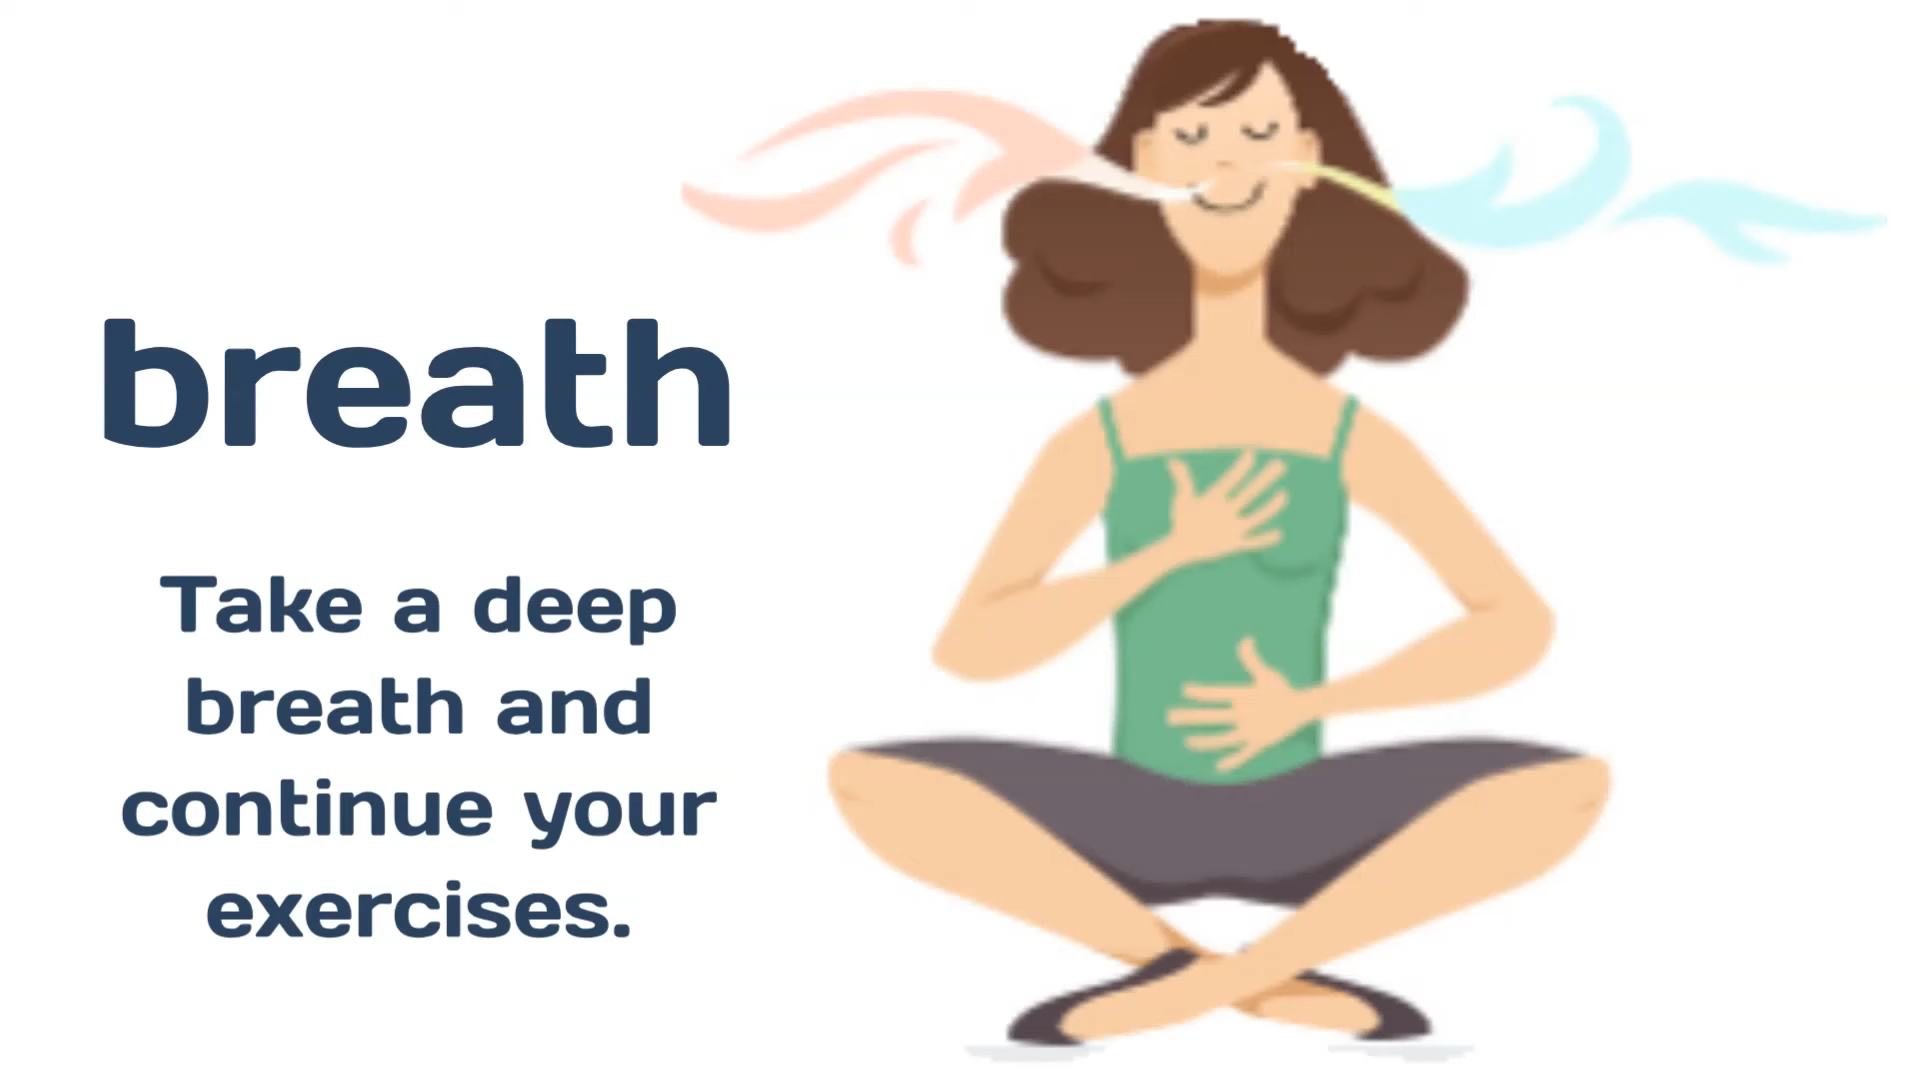 breath
Take a deep
breath and
continue your
exercises.